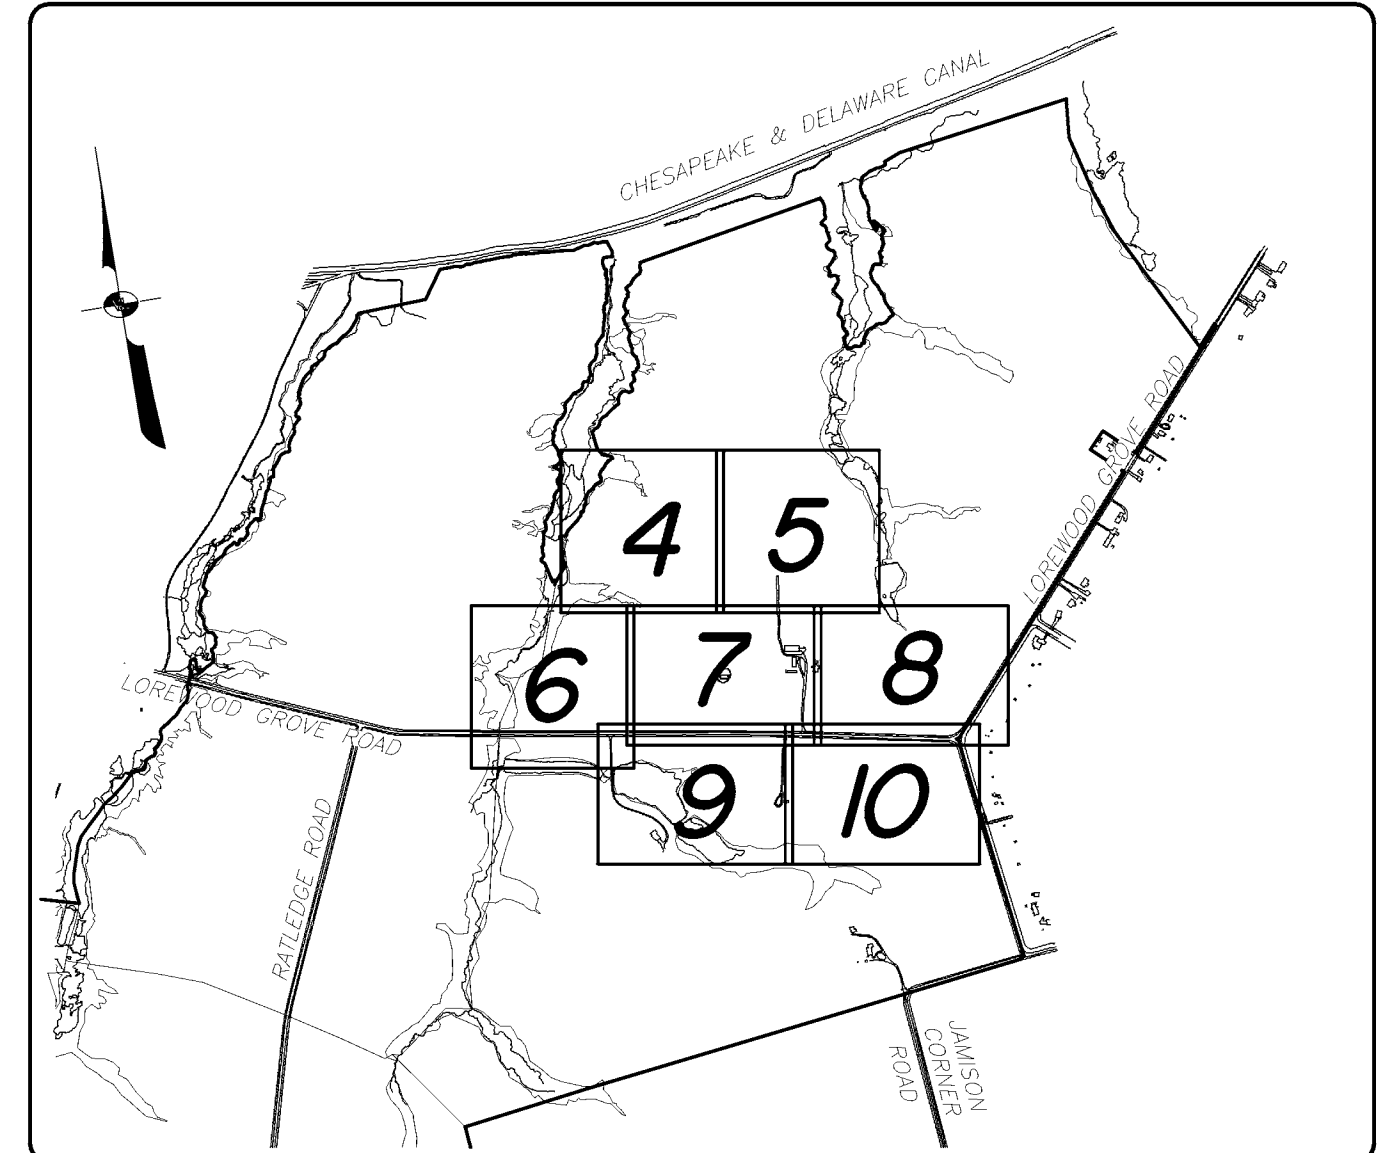 CHESAPEAKE & DELAWARE CANAL
LOREWOOD GROVE ROAD
4
5
6
7
8
LOREWOOD GROVE ROAD
9
10
RATLEDGE ROAD
JAMISON
CORNER
ROAD